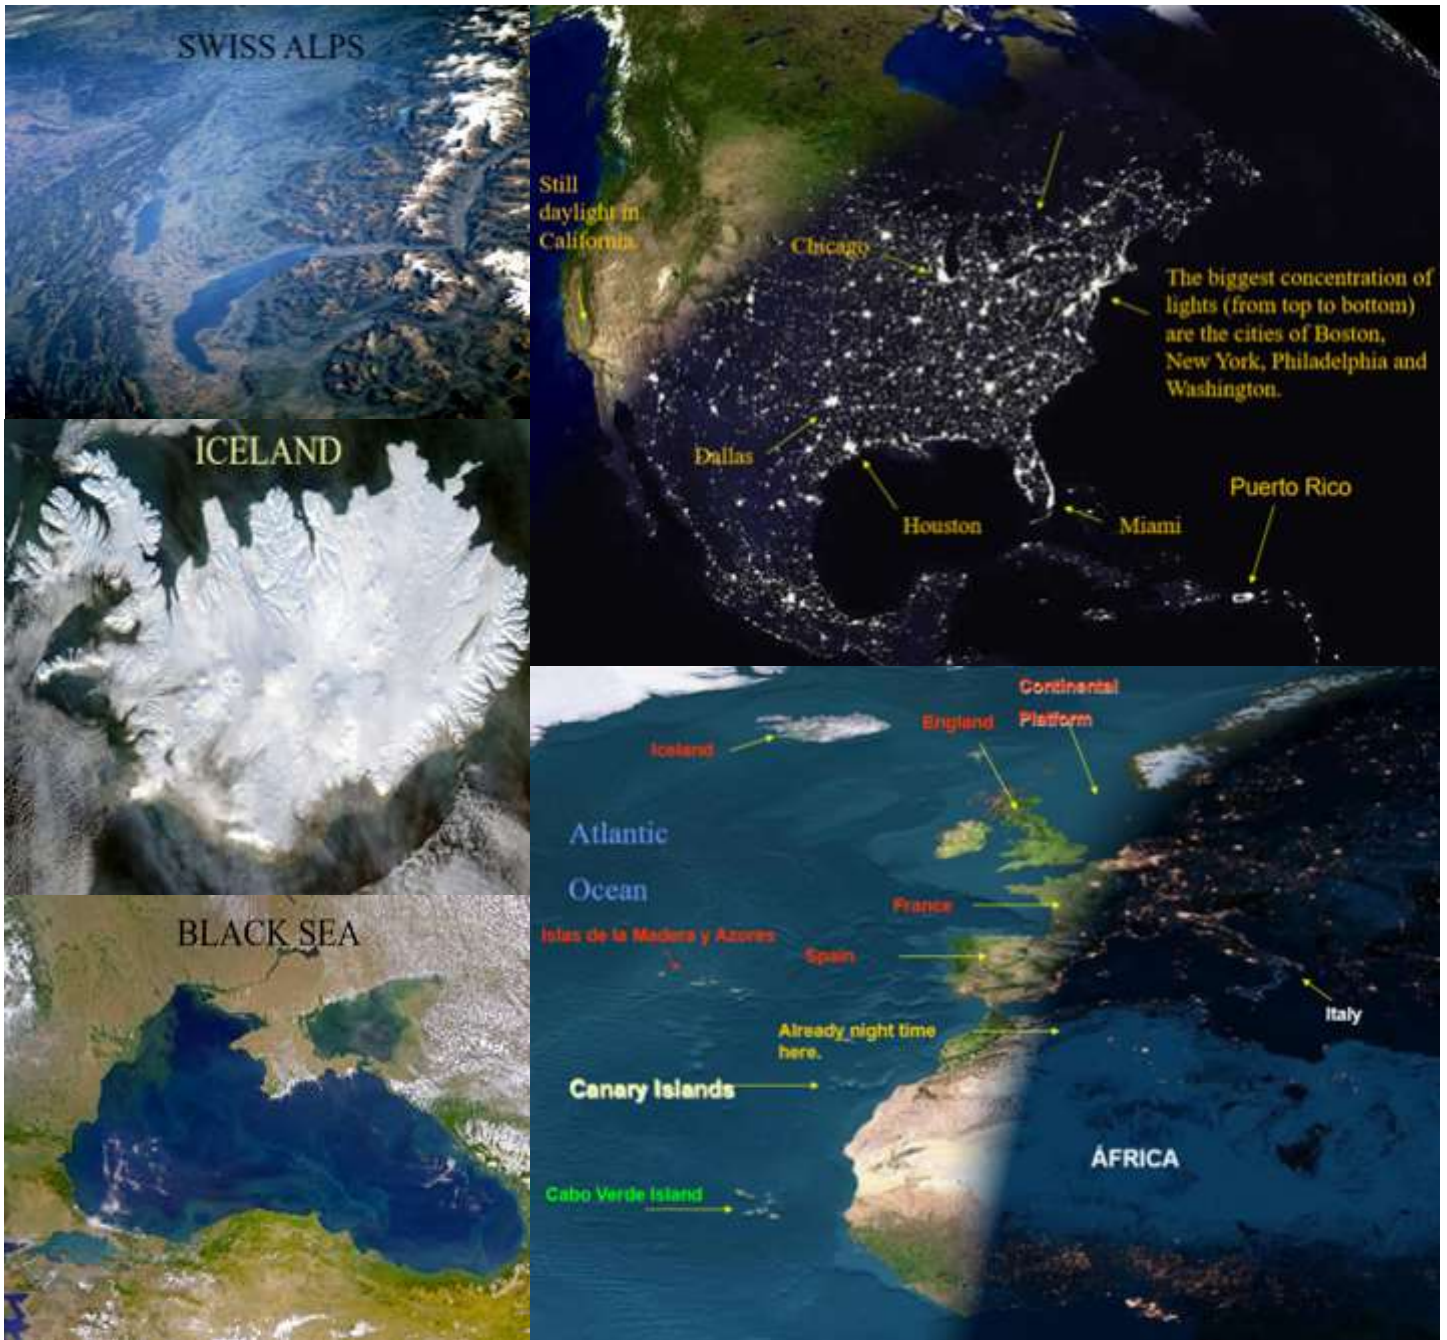 SWISS ALPS
ICELAND
BLACK SEA
Still
daylight in
California.
Chicago
The biggest concentration of
lights (from top to bottom)
are the cities of Boston,
New York, Philadelphia and
Washington.
Dallas
Houston
Miami
Puerto Rico
Continental
Platform
England
Iceland
Atlantic
Ocean
France
Islas de la Madera y Azores
Spain
Italy
Already night time
here.
Canary Islands
ÁFRICA
Cabo Verde Island